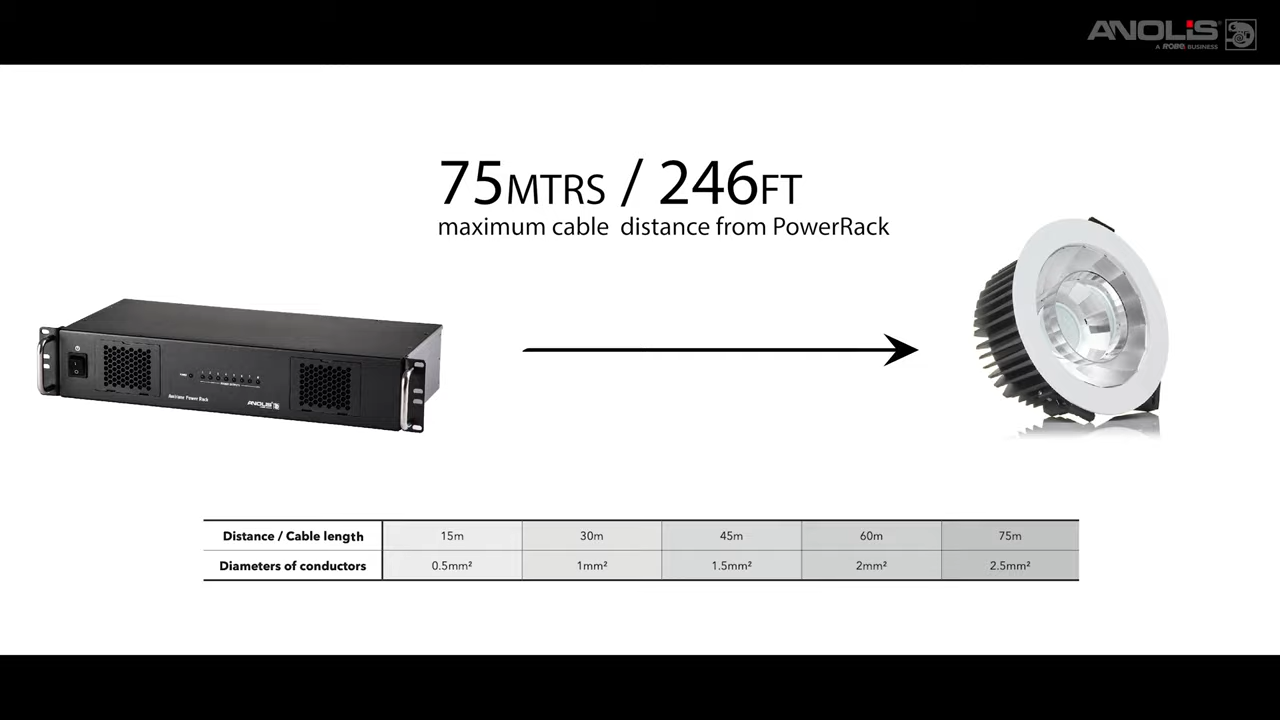 ANOLiS
A ROBE BUSINESS
75MTRS / 246FT
maximum cable distance from PowerRack
ANOLiS
Distance / Cable length 15m 30m 45m 60m 75m
Diameters of conductors 0.5mm² 1mm² 1.5mm² 2mm² 2.5mm²